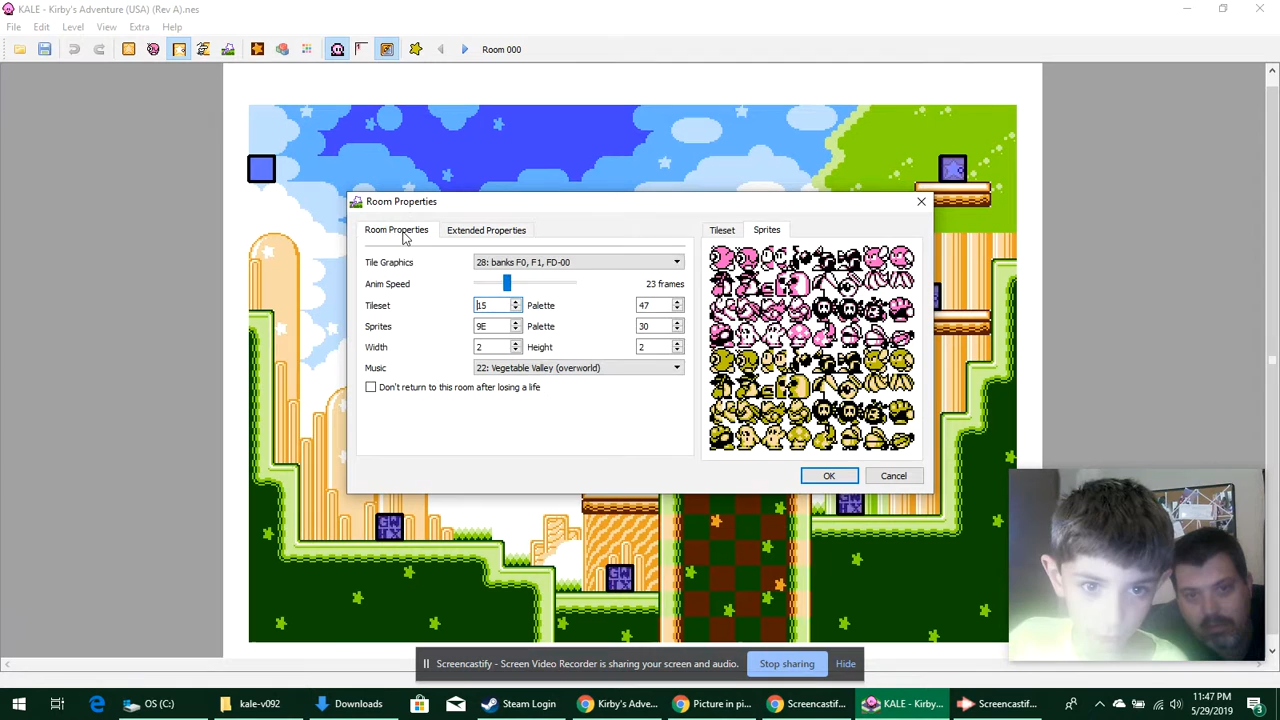 KALE - Kirby's Adventure (USA) (Rev A).nes
File Edit Level View Extra Help
Room 000
Room Properties
Room Properties Extended Properties Tileset Sprites
Tile Graphics 28: banks F0, F1, FD-00
Anim Speed 23 frames
Tileset 15 Palette 47
Sprites 9E Palette 30
Width 2 Height 2
Music 22: Vegetable Valley (overworld)
Don't return to this room after losing a life
OK Cancel
Screencastify - Screen Video Recorder is sharing your screen and audio. Stop sharing Hide
OS (C:) kale-v092 Downloads Steam Login Kirby's Adve... Picture in pi... Screencastif... KALE - Kirby... Screencastif...
11:47 PM
5/29/2019